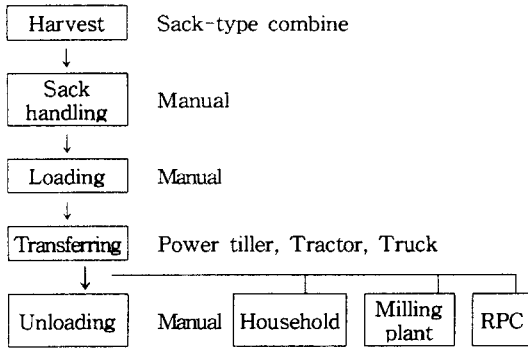 Harvest Sack-type combine
Sack
handling Manual
Loading Manual
Transferring Power tiller, Tractor, Truck
Unloading Manual Household Milling
plant RPC